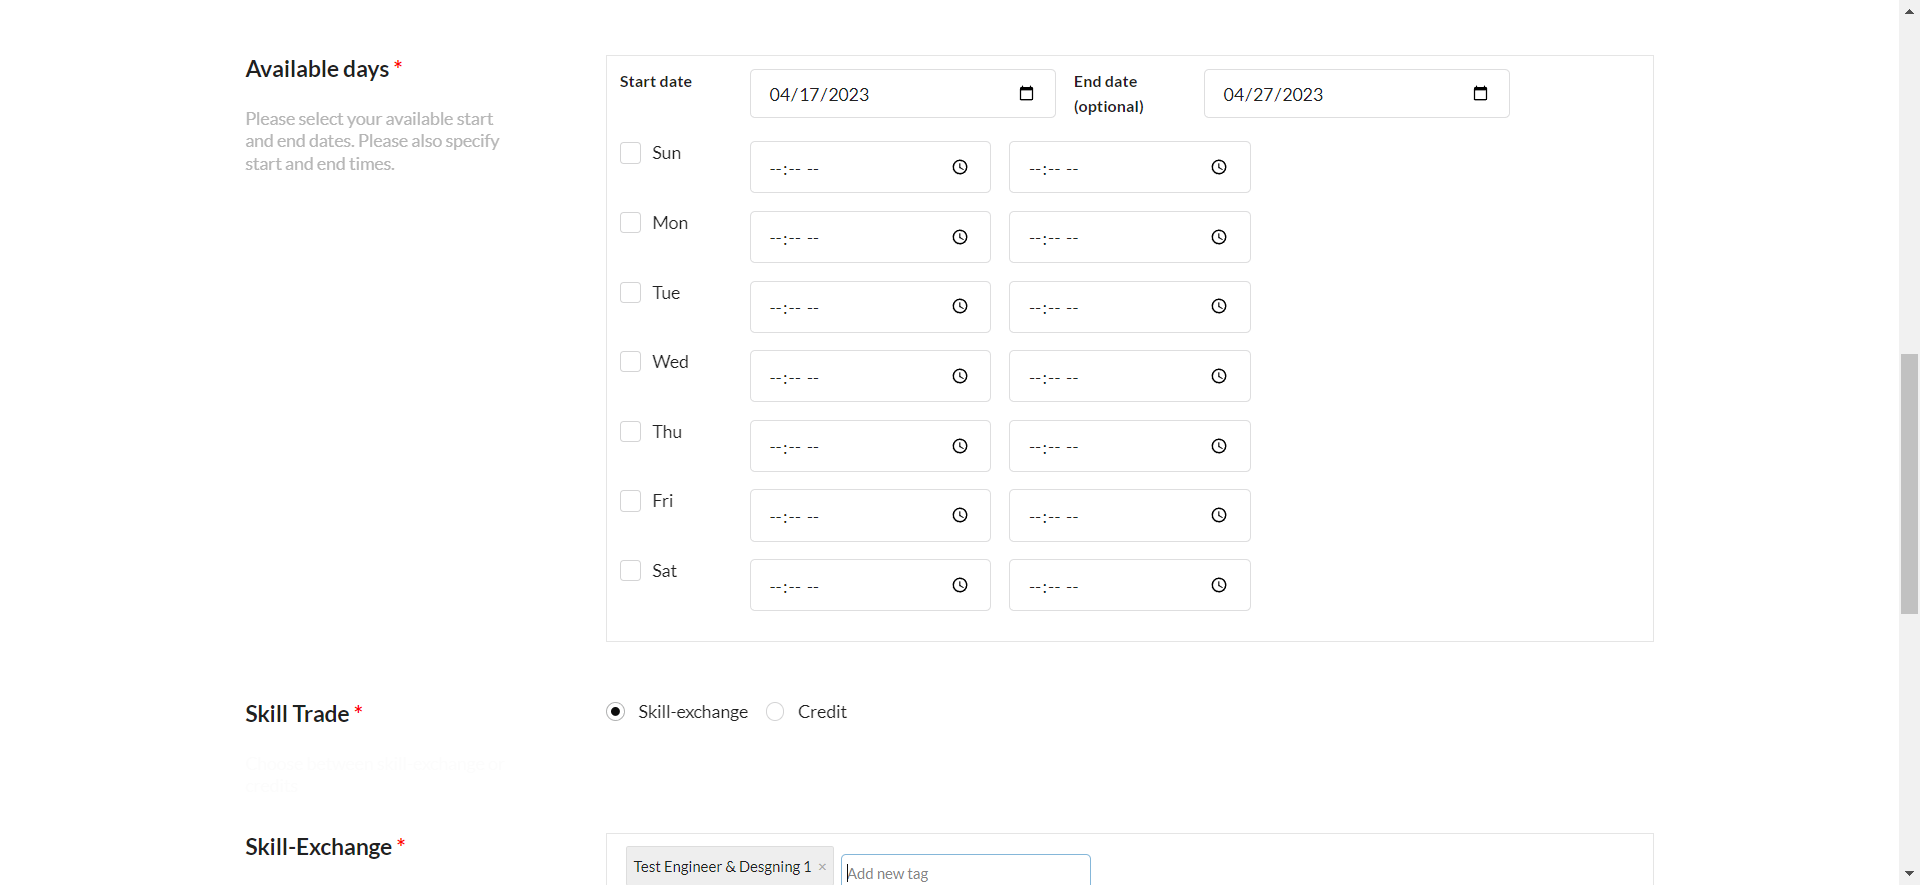 Available days *
Please select your available start
and end dates. Please also specify
start and end times.
Start date
04/17/2023
End date
(optional)
04/27/2023
Sun
--:-- --
--:-- --
Mon
--:-- --
--:-- --
Tue
--:-- --
--:-- --
Wed
--:-- --
--:-- --
Thu
--:-- --
--:-- --
Fri
--:-- --
--:-- --
Sat
--:-- --
--:-- --
Skill Trade *
Skill-exchange
Credit
Skill-Exchange *
Test Engineer & Desgning 1 ×
Add new tag